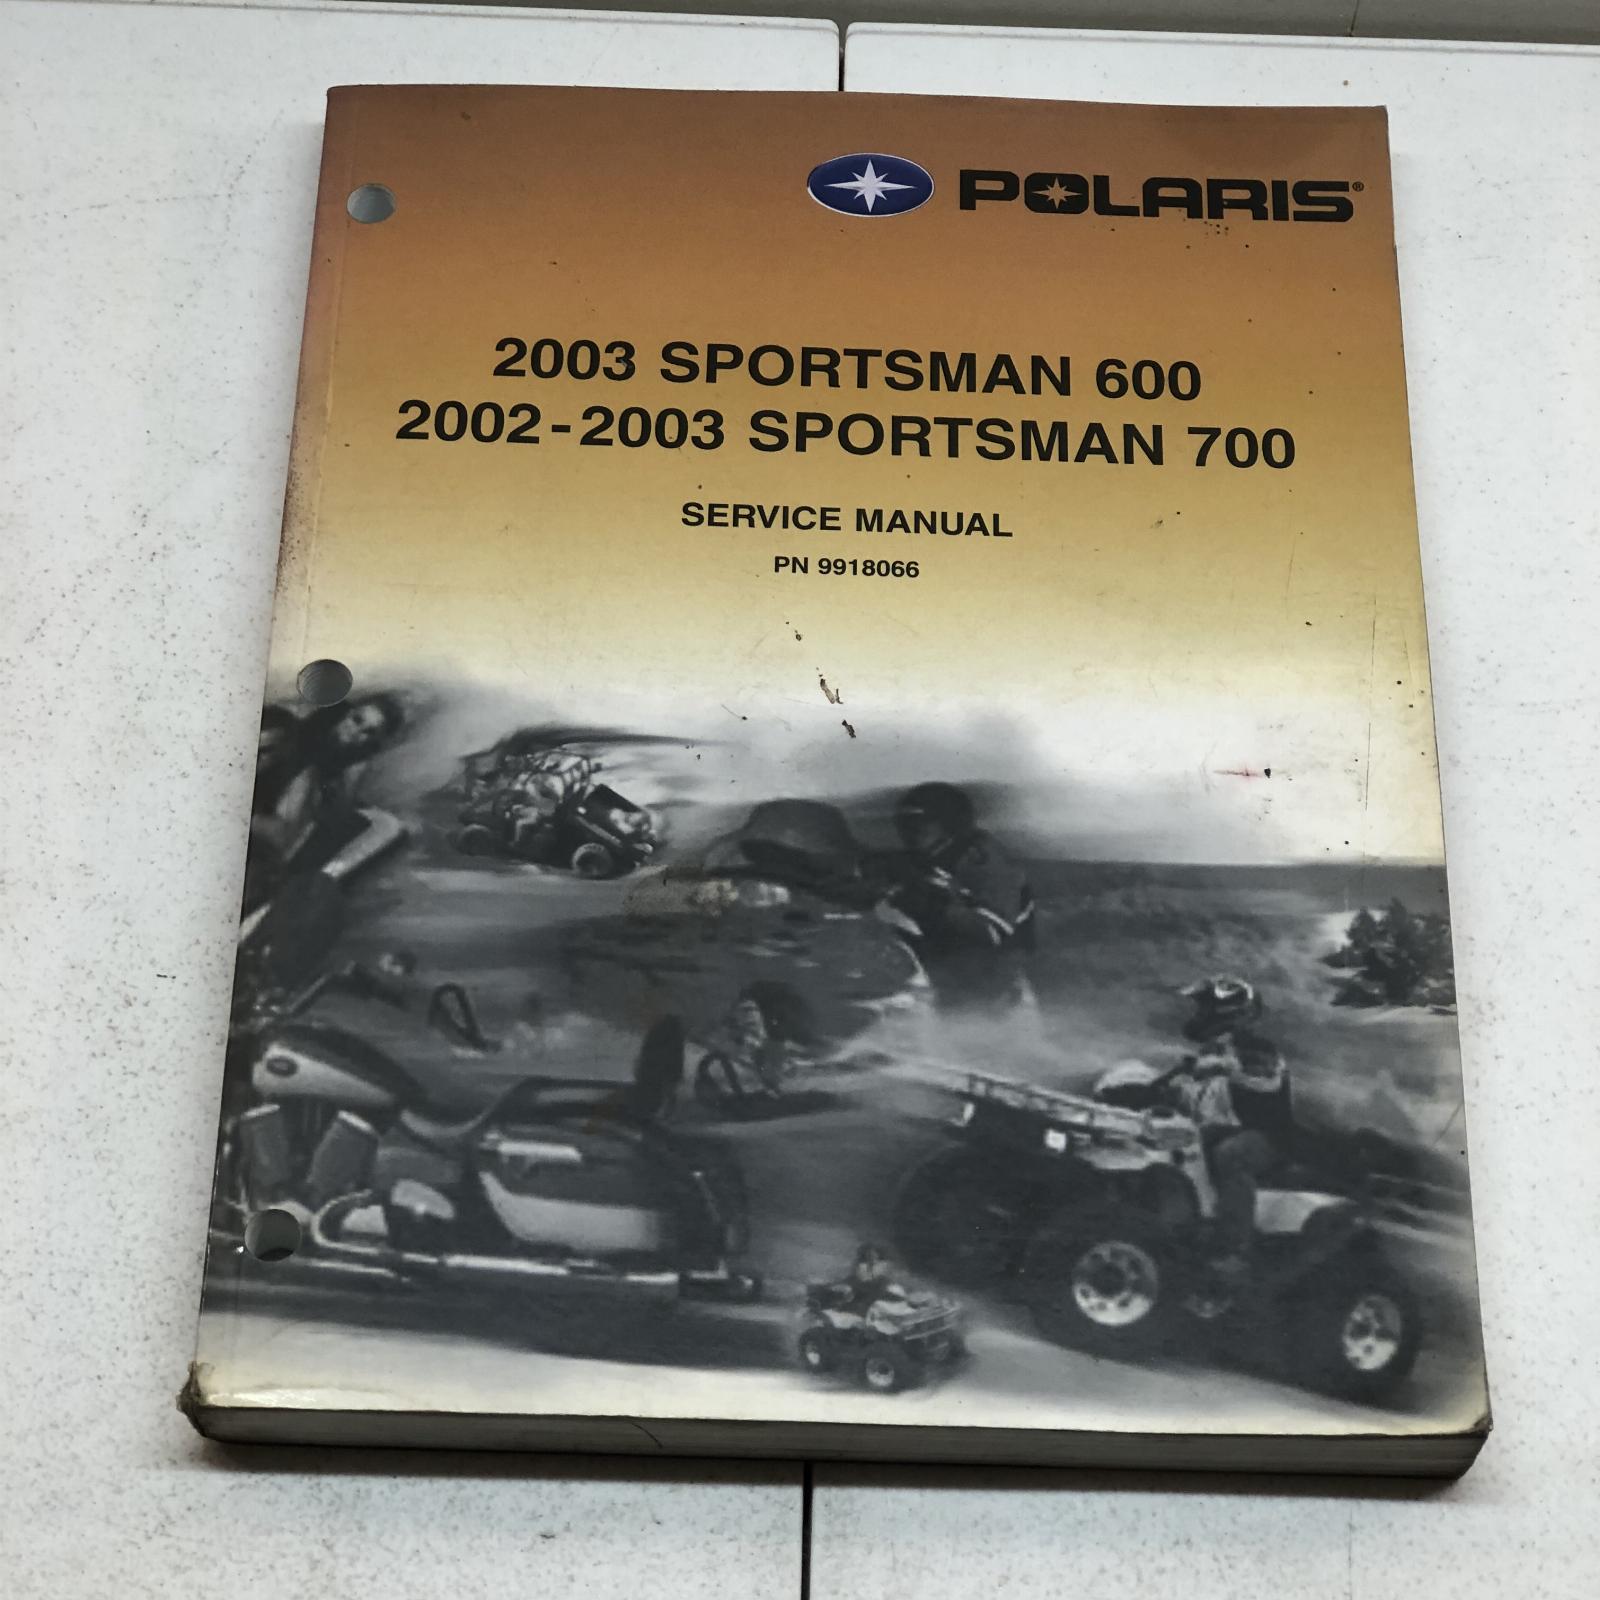 POLARIS®
2003 SPORTSMAN 600
2002-2003 SPORTSMAN 700
SERVICE MANUAL
PN 9918066